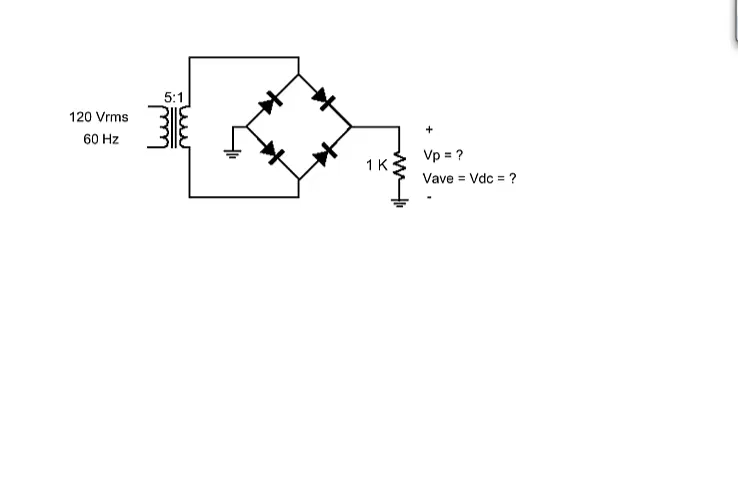 5:1
120 Vrms
60 Hz
+
Vp = ?
1 K
Vave = Vdc = ?
-